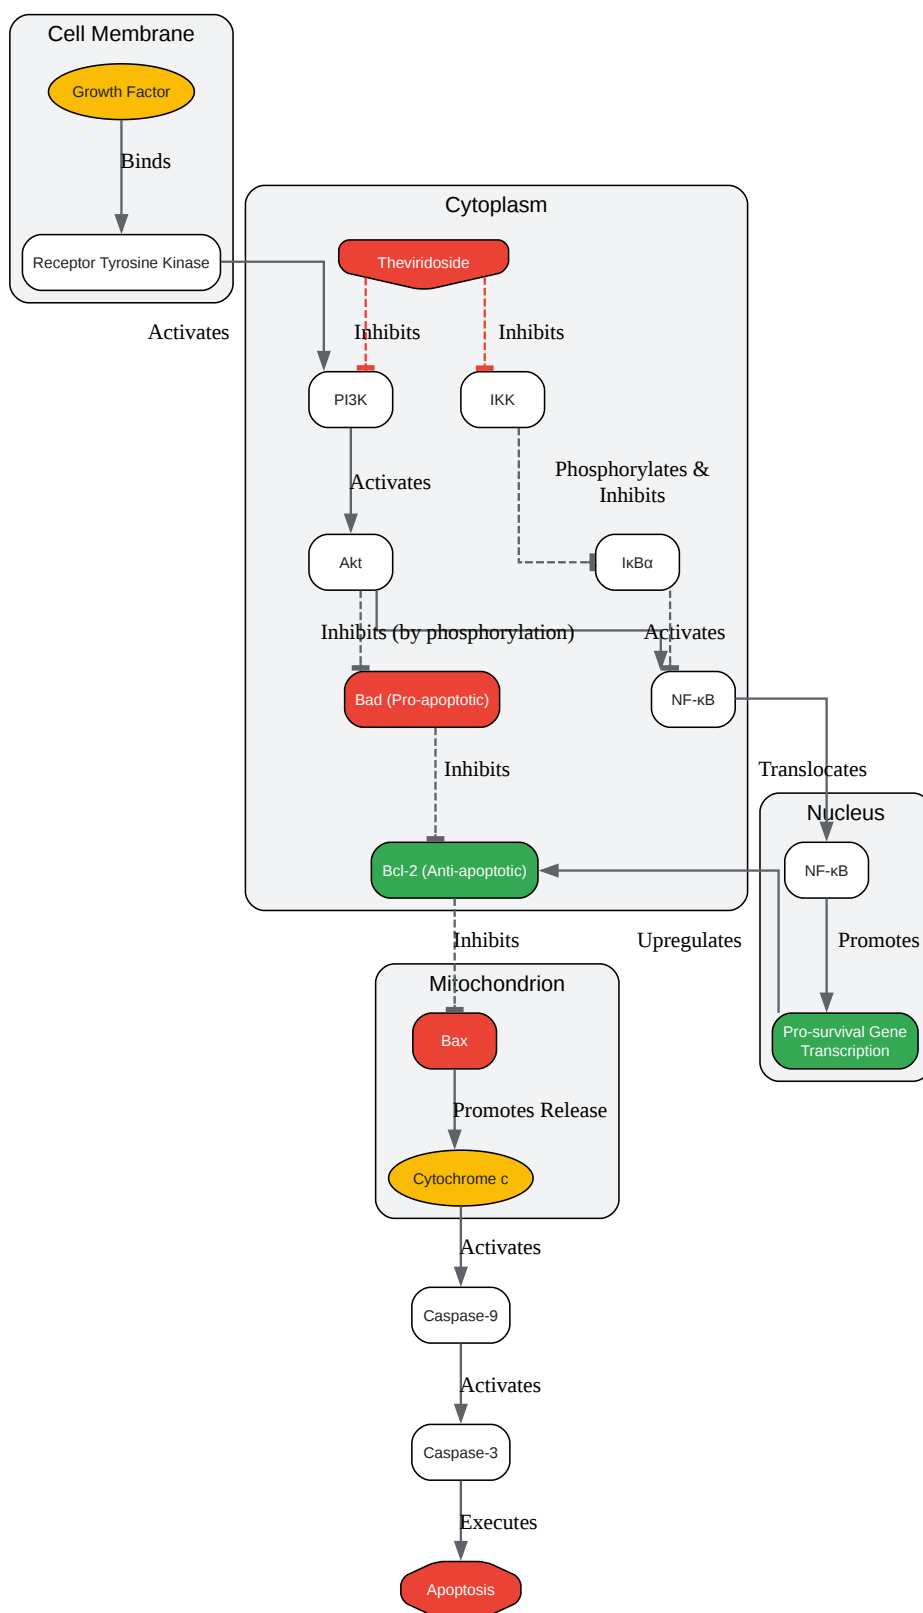 Cell Membrane
Growth Factor
Binds
Cytoplasm
Receptor Tyrosine Kinase
Theviridoside
Activates
Inhibits
Inhibits
PI3K
IKK
Phosphorylates &
Inhibits
Activates
Akt
IκBα
Inhibits (by phosphorylation)
Activates
Bad (Pro-apoptotic)
NF-κB
Inhibits
Translocates
Nucleus
Bcl-2 (Anti-apoptotic)
NF-κB
Inhibits
Upregulates
Promotes
Mitochondrion
Bax
Pro-survival Gene
Transcription
Promotes Release
Cytochrome c
Activates
Caspase-9
Activates
Caspase-3
Executes
Apoptosis